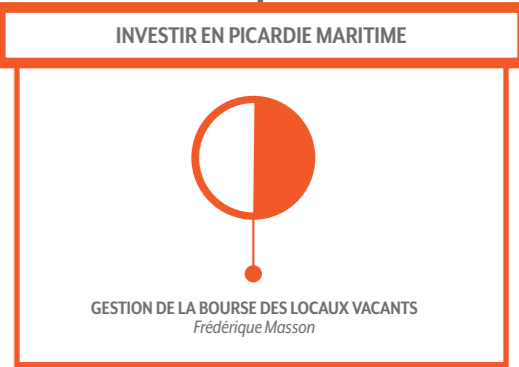 INVESTIR EN PICARDIE MARITIME
GESTION DE LA BOURSE DES LOCAUX VACANTS
Frédérique Masson